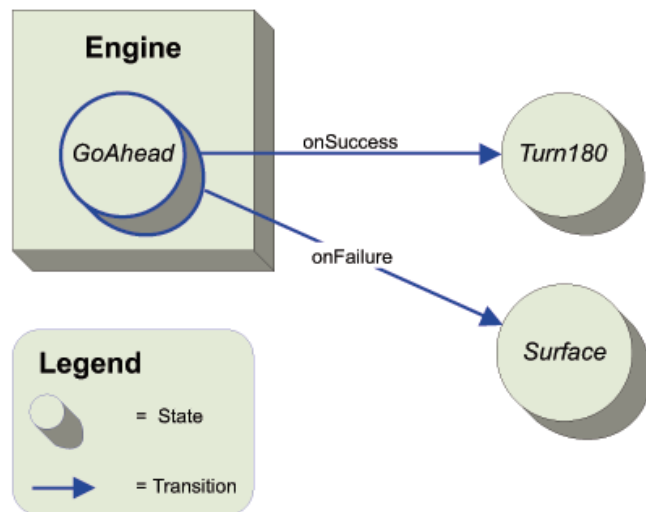 Engine
GoAhead
onSuccess
Turn180
onFailure
Surface
Legend
= State
= Transition